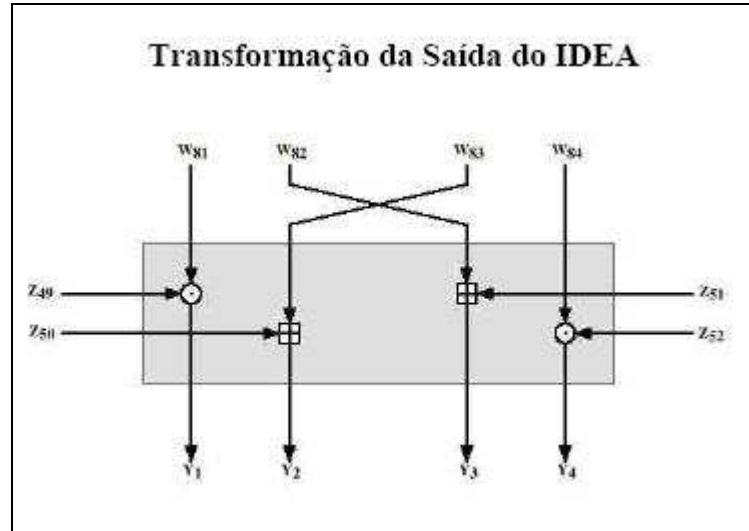 Transformação da Saída do IDEA
W81 W82 W83 W84
Z49 Z51
Z50 Z52
Y1 Y2 Y3 Y4